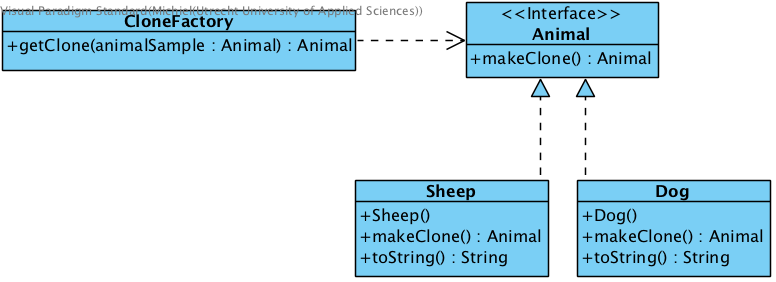 Visual Paradigm Standard(Michiel(Utrecht University of Applied Sciences))
CloneFactory
+getClone(animalSample : Animal) : Animal
<<Interface>>
Animal
+makeClone() : Animal
Sheep
+Sheep()
+makeClone() : Animal
+toString() : String
Dog
+Dog()
+makeClone() : Animal
+toString() : String